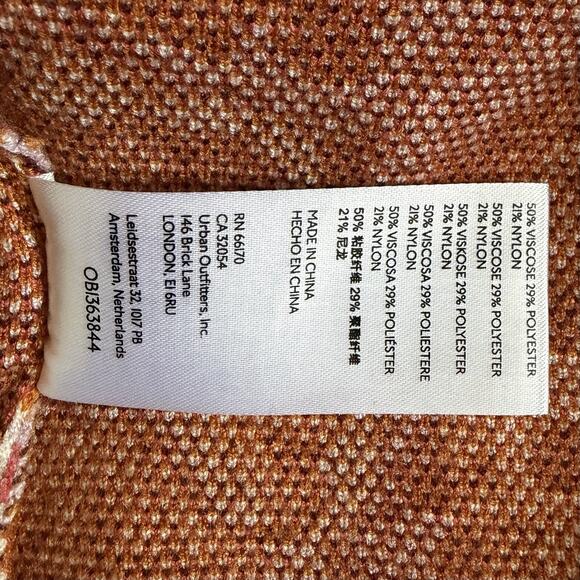 50% VISCOSE 29% POLYESTER
21% NYLON
50% VISCOSE 29% POLYESTER
21% NYLON
50% VISKOSE 29% POLYESTER
21% NYLON
50% VISCOSA 29% POLIESTERE
21% NYLON
50% VISCOSA 29% POLIÉSTER
21% NYLON
50% 粘胶纤维 29% 聚酯纤维
21% 尼龙
MADE IN CHINA
HECHO EN CHINA
RN 66170
CA 32054
Urban Outfitters, Inc.
146 Brick Lane
LONDON, E1 6RU
Leidsestraat 32, 1017 PB
Amsterdam, Netherlands
OB1363844